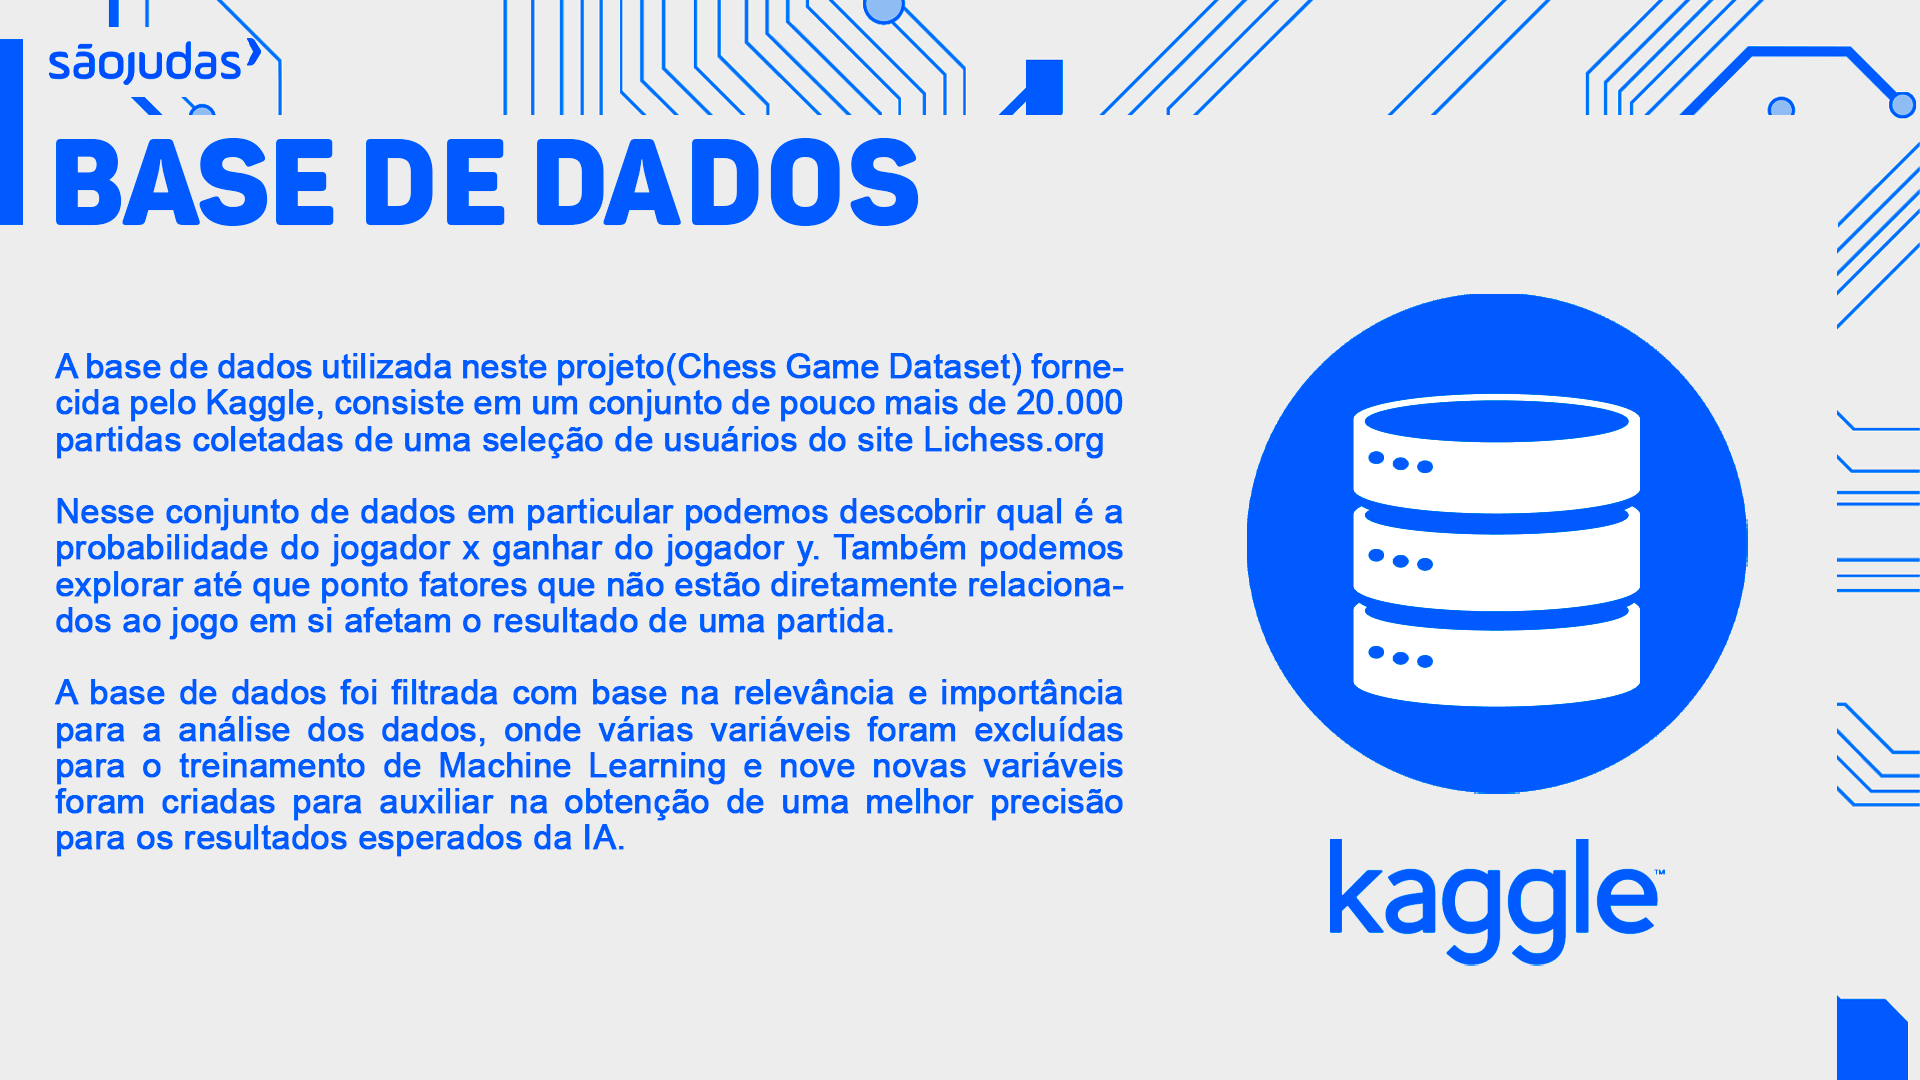 sãojudas
BASE DE DADOS
A base de dados utilizada neste projeto(Chess Game Dataset) forne-
cida pelo Kaggle, consiste em um conjunto de pouco mais de 20.000
partidas coletadas de uma seleção de usuários do site Lichess.org
Nesse conjunto de dados em particular podemos descobrir qual é a
probabilidade do jogador x ganhar do jogador y. Também podemos
explorar até que ponto fatores que não estão diretamente relaciona-
dos ao jogo em si afetam o resultado de uma partida.
A base de dados foi filtrada com base na relevância e importância
para a análise dos dados, onde várias variáveis foram excluídas
para o treinamento de Machine Learning e nove novas variáveis
foram criadas para auxiliar na obtenção de uma melhor precisão
para os resultados esperados da IA.
kaggle™